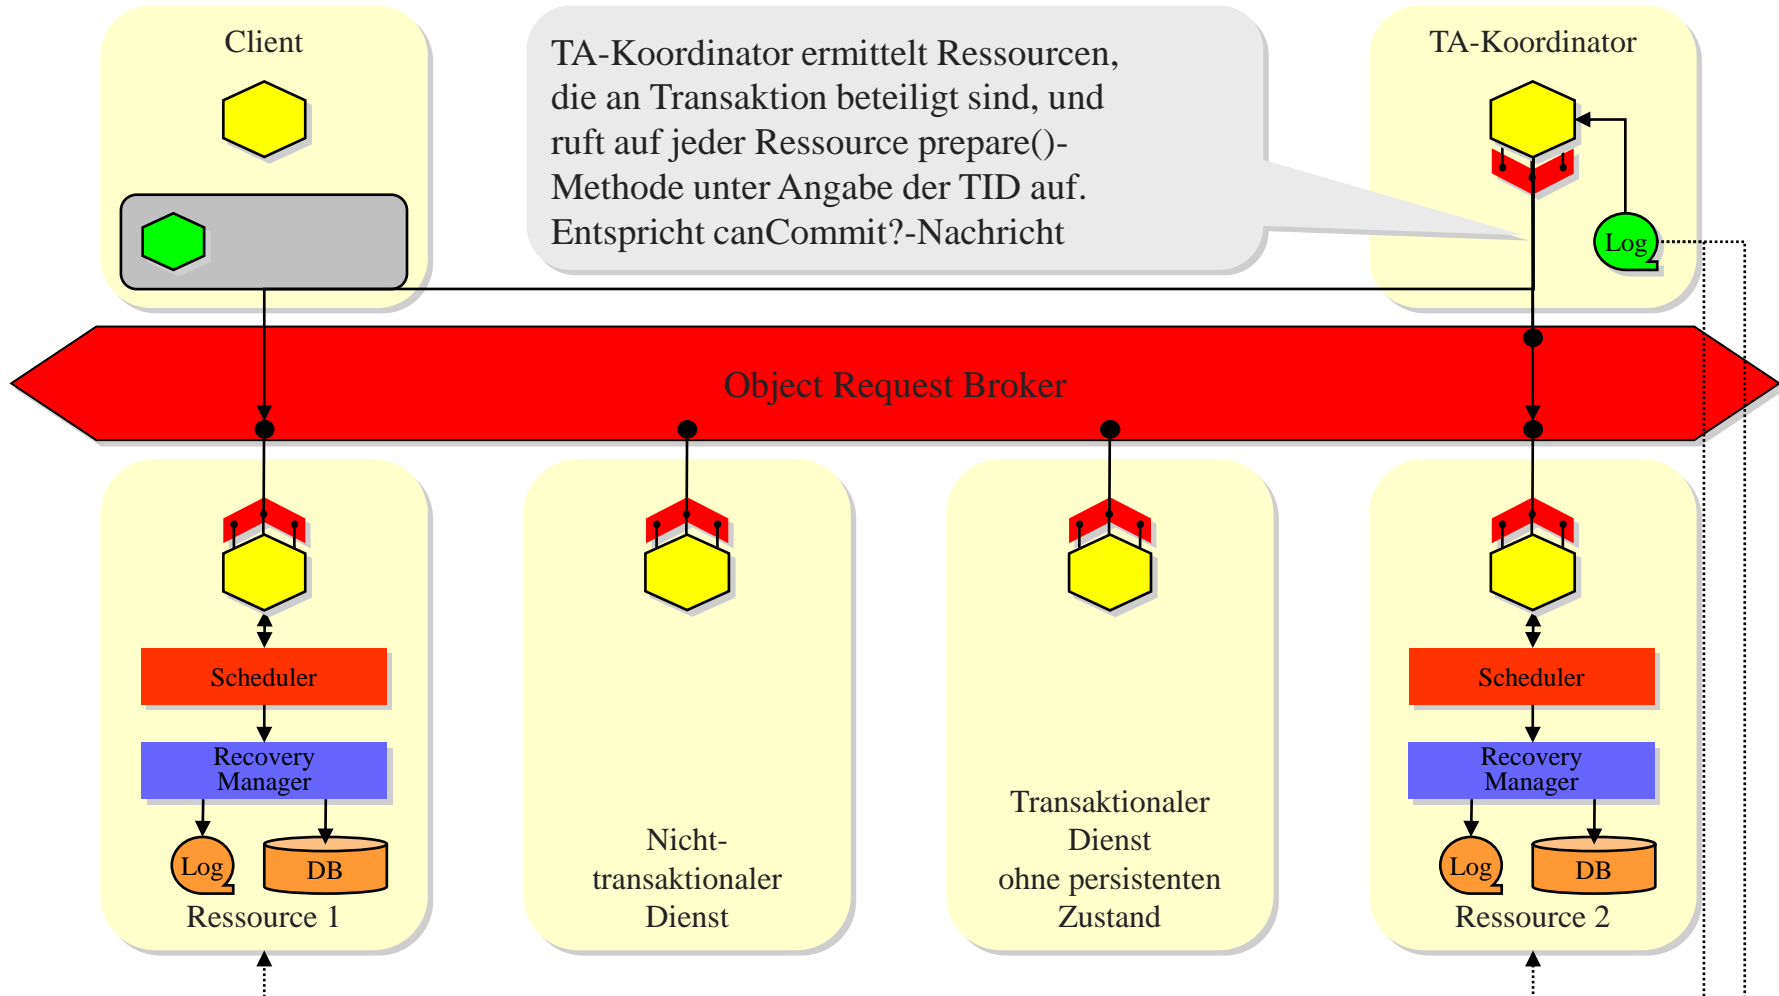 Client
TA-Koordinator ermittelt Ressourcen,
die an Transaktion beteiligt sind, und
ruft auf jeder Ressource prepare()-
Methode unter Angabe der TID auf.
Entspricht canCommit?-Nachricht
TA-Koordinator
Log
Object Request Broker
Scheduler
Recovery
Manager
Log
DB
Ressource 1
Nicht-
transaktionaler
Dienst
Transaktionaler
Dienst
ohne persistenten
Zustand
Scheduler
Recovery
Manager
Log
DB
Ressource 2